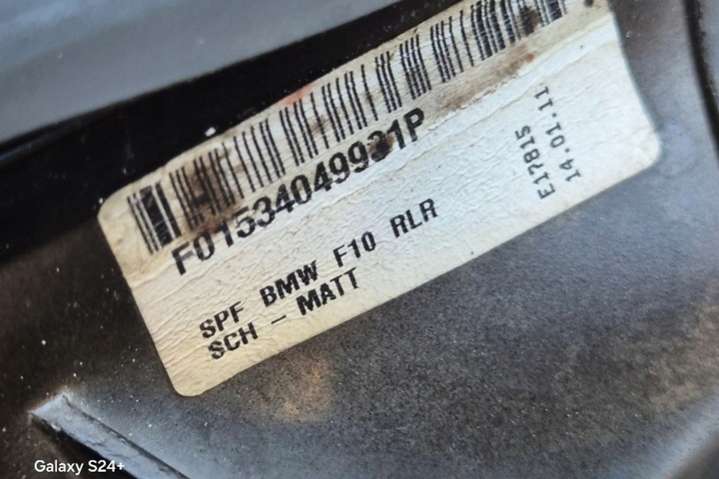 F01534049931P
SPF BMW F10 RLR
SCH - MATT
E17815
14.01.11
Galaxy S24+